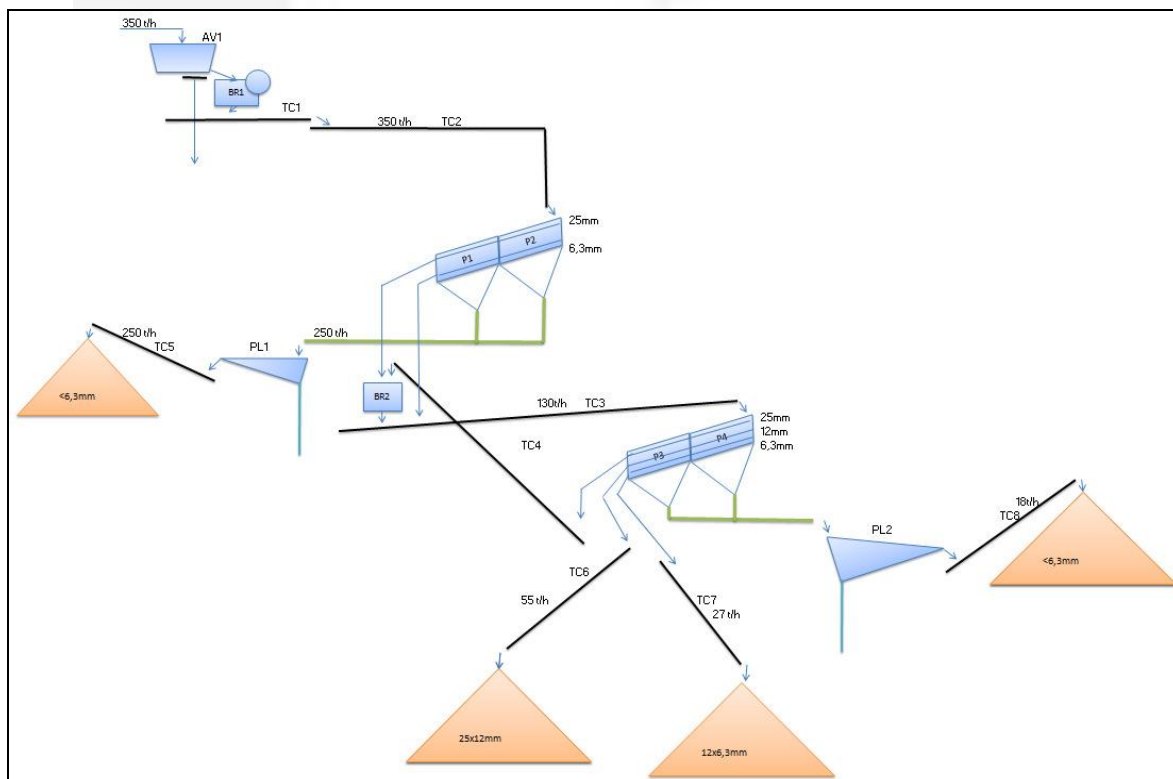 350 t/h
AV1
BR1
TC1
350 t/h
TC2
25mm
P2
6,3mm
P1
250 t/h
TC5
PL1
250 t/h
<6,3mm
BR2
130t/h
TC3
25mm
12mm
6,3mm
P4
P3
TC4
18t/h
TC8
PL2
<6,3mm
TC6
55 t/h
TC7
27 t/h
25x12mm
12x6,3mm